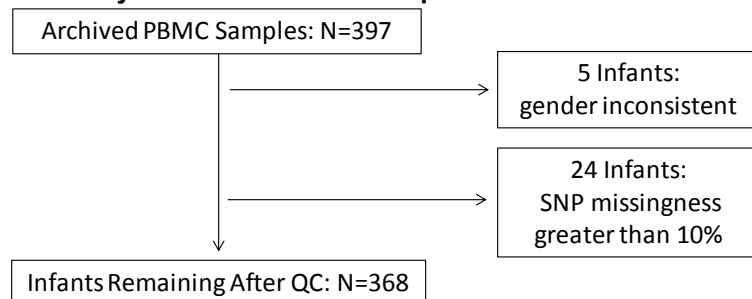 Archived PBMC Samples: N=397
5 Infants:
gender inconsistent
24 Infants:
SNP missingness
greater than 10%
Infants Remaining After QC: N=368